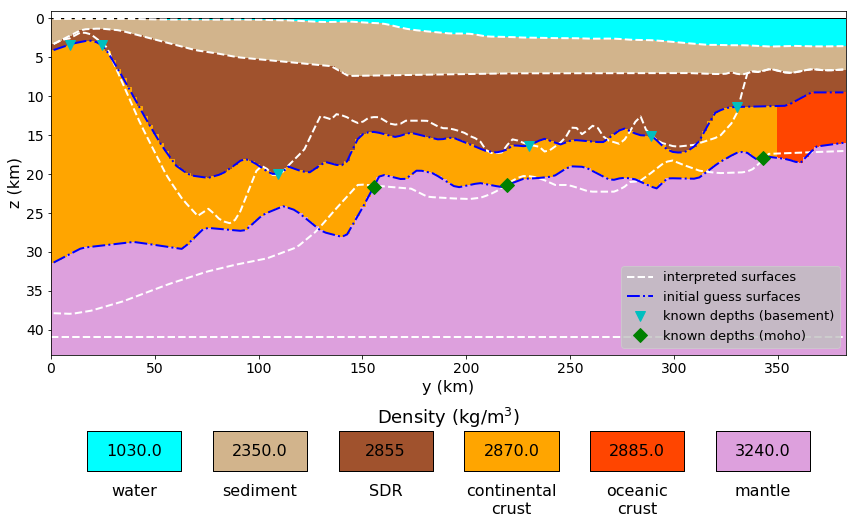 0
5
10
15
20
25
30
35
40
z (km)
interpreted surfaces
initial guess surfaces
known depths (basement)
known depths (moho)
0 50 100 150 200 250 300 350
y (km)
Density (kg/m³)
1030.0 2350.0 2855 2870.0 2885.0 3240.0
water sediment SDR continental oceanic mantle
crust crust